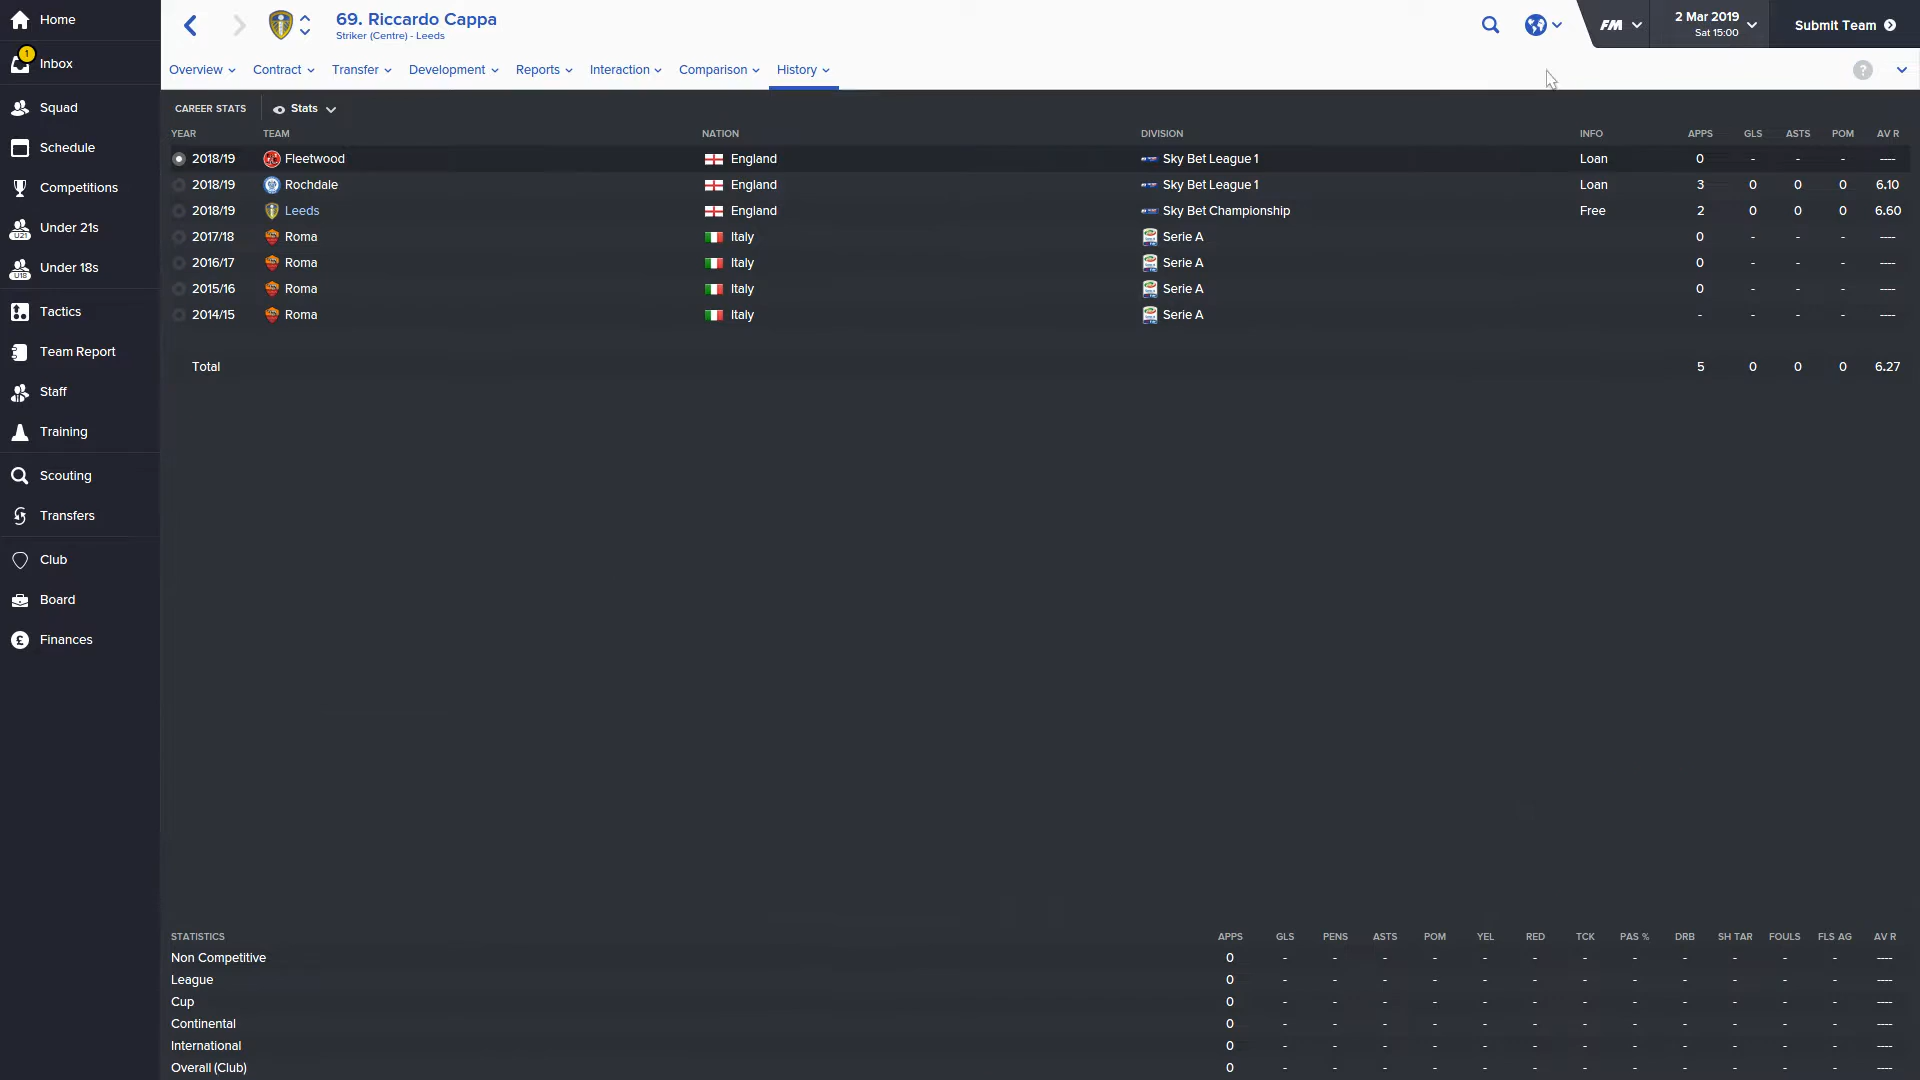 Home
1
Inbox
Squad
Schedule
Competitions
U21
Under 21s
U18
Under 18s
Tactics
Team Report
Staff
Training
Scouting
Transfers
Club
Board
£
Finances
69. Riccardo Cappa
Striker (Centre) - Leeds
FM
2 Mar 2019
Sat 15:00
Submit Team
Overview Contract Transfer Development Reports Interaction Comparison History
?
CAREER STATS Stats
YEAR TEAM NATION DIVISION INFO APPS GLS ASTS POM AV R
2018/19 Fleetwood England Sky Bet League 1 Loan 0 - - - ----
2018/19 Rochdale England Sky Bet League 1 Loan 3 0 0 0 6.10
2018/19 Leeds England Sky Bet Championship Free 2 0 0 0 6.60
2017/18 Roma Italy Serie A 0 - - - ----
2016/17 Roma Italy Serie A 0 - - - ----
2015/16 Roma Italy Serie A 0 - - - ----
2014/15 Roma Italy Serie A - - - - ----
Total 5 0 0 0 6.27
STATISTICS APPS GLS PENS ASTS POM YEL RED TCK PAS % DRB SH TAR FOULS FLS AG AV R
Non Competitive 0 - - - - - - - - - - - - ----
League 0 - - - - - - - - - - - - ----
Cup 0 - - - - - - - - - - - - ----
Continental 0 - - - - - - - - - - - - ----
International 0 - - - - - - - - - - - - ----
Overall (Club) 0 - - - - - - - - - - - - ----